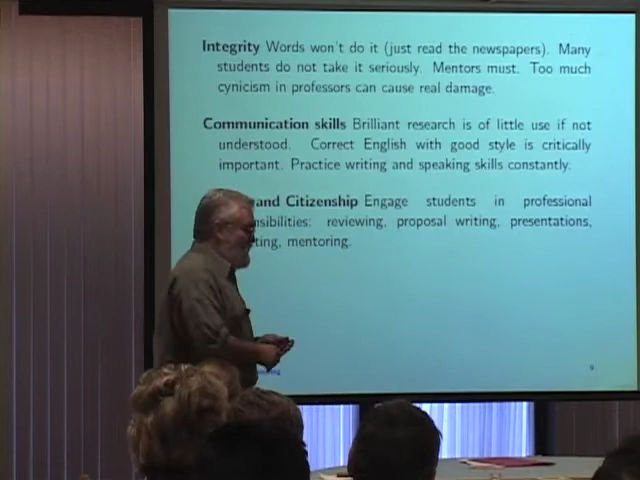 Integrity Words won't do it (just read the newspapers). Many
students do not take it seriously. Mentors must. Too much
cynicism in professors can cause real damage.
Communication skills Brilliant research is of little use if not
understood. Correct English with good style is critically
important. Practice writing and speaking skills constantly.
and Citizenship Engage students in professional
reviewing, proposal writing, presentations,
mentoring.